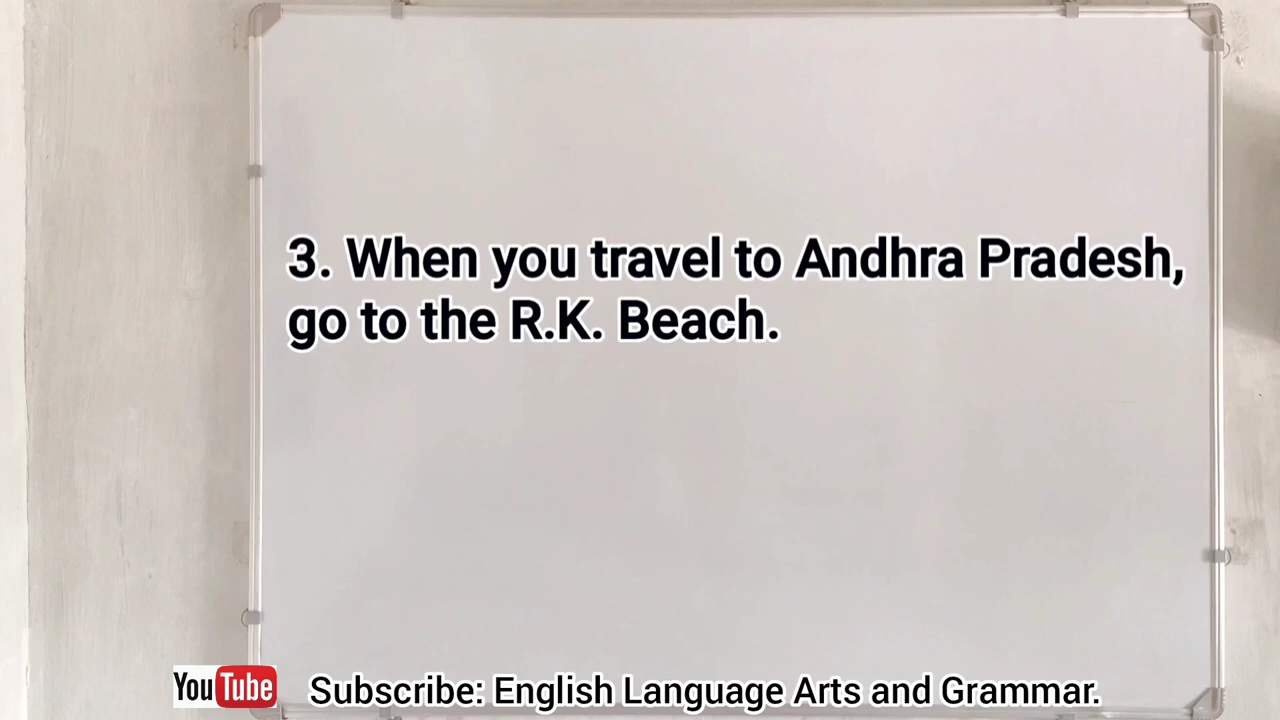 3. When you travel to Andhra Pradesh,
go to the R.K. Beach.
YouTube Subscribe: English Language Arts and Grammar.